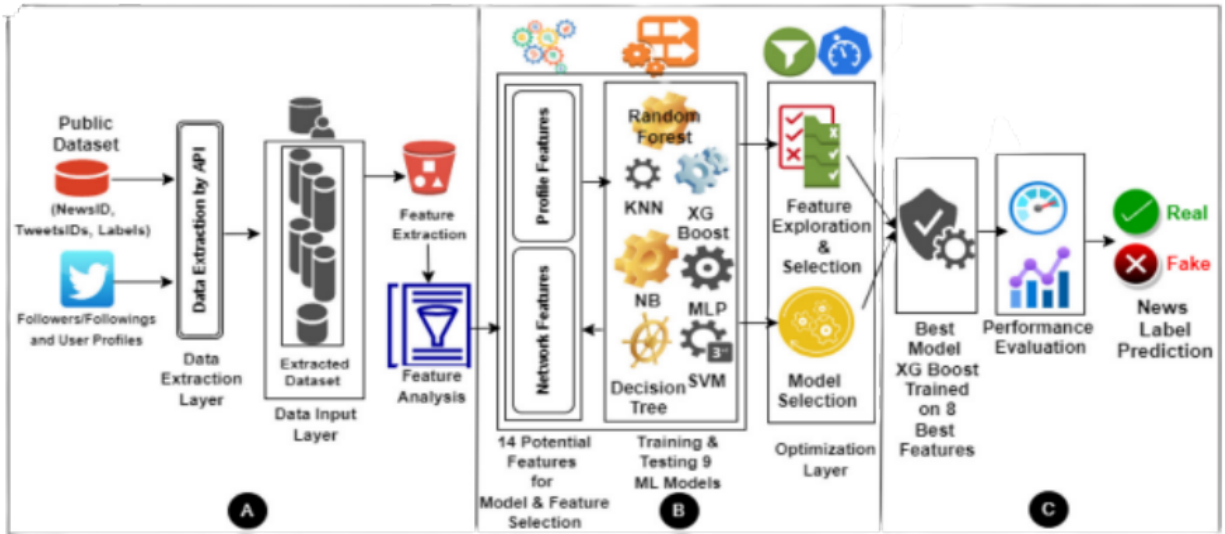 Public
Dataset
(NewsID,
TweetsIDs, Labels)
Followers/Followings
and User Profiles
Data Extraction by API
Data
Extraction
Layer
Extracted
Dataset
Data Input
Layer
Feature
Extraction
Feature
Analysis
A
Profile Features
Network Features
14 Potential
Features
for
Model & Feature
Selection
Random
Forest
KNN
XG
Boost
NB
MLP
Decision
Tree
3
SVM
Training &
Testing 9
ML Models
B
Feature
Exploration
&
Selection
Model
Selection
Optimization
Layer
Best
Model
XG Boost
Trained
on 8
Best
Features
Performance
Evaluation
Real
Fake
News
Label
Prediction
C